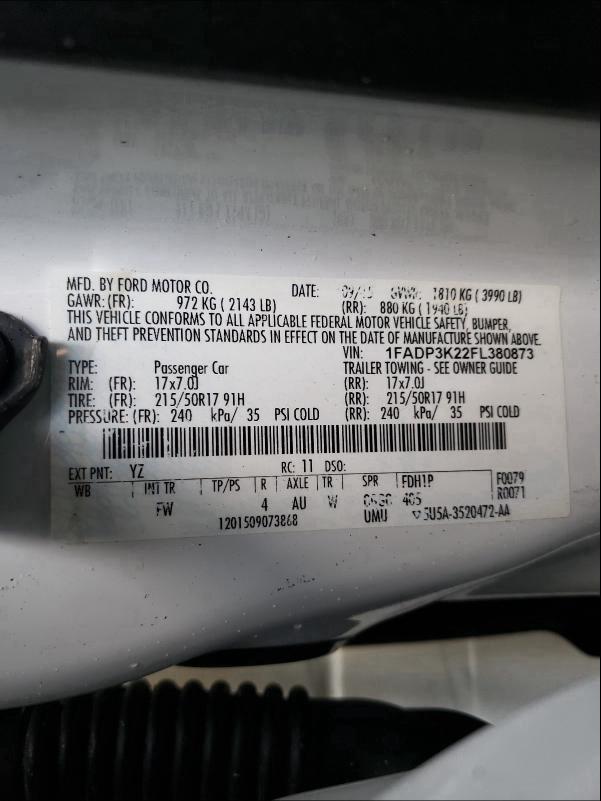 MFD. BY FORD MOTOR CO. DATE: 09/15 GVWR: 1810 KG ( 3990 LB)
GAWR: (FR): 972 KG ( 2143 LB) (RR): 880 KG ( 1940 LB)
THIS VEHICLE CONFORMS TO ALL APPLICABLE FEDERAL MOTOR VEHICLE SAFETY, BUMPER,
AND THEFT PREVENTION STANDARDS IN EFFECT ON THE DATE OF MANUFACTURE SHOWN ABOVE.
VIN: 1FADP3K22FL380873
TYPE: Passenger Car TRAILER TOWING - SEE OWNER GUIDE
RIM: (FR): 17x7.0J (RR): 17x7.0J
TIRE: (FR): 215/50R17 91H (RR): 215/50R17 91H
PRESSURE: (FR): 240 kPa/ 35 PSI COLD (RR): 240 kPa/ 35 PSI COLD
EXT PNT: YZ RC: 11 DSO:
WB INT TR TP/PS R AXLE TR SPR FDH1P F0079
FW 4 AU W 405 R0071
1201509073868 UMU 5U5A-3520472-AA